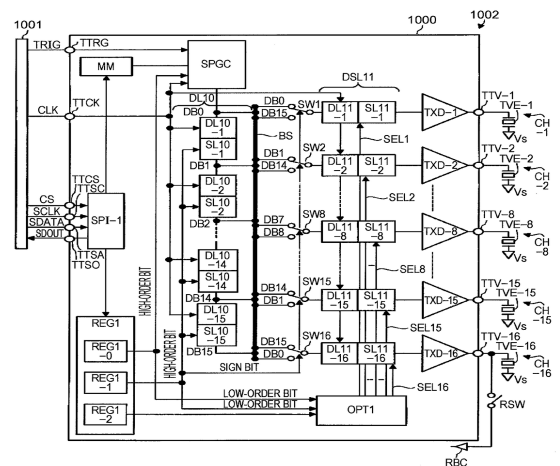 1001
1000
1002
TRIG
TTRG
MM
SPGC
CLK
TTCK
DL10
DSL11
DB0
DL10
-1
SL10
-1
DB1
DL10
-2
SL10
-2
DB2
DL10
-14
SL10
-14
DB14
DL10
-15
SL10
-15
DB15
BS
DB0
DB15
SW1
DL11
-1
SL11
-1
TXD-1
TTV-1
TVE-1
CH
-1
Vs
SEL1
DB1
DB14
SW2
DL11
-2
SL11
-2
TXD-2
TTV-2
TVE-2
CH
-2
Vs
SEL2
DB7
DB8
SW8
DL11
-8
SL11
-8
TXD-8
TTV-8
TVE-8
CH
-8
Vs
SEL8
DB14
DB1
SW15
DL11
-15
SL11
-15
TXD-15
TTV-15
TVE-15
CH
-15
Vs
SEL15
DB15
DB0
SW16
DL11
-16
SL11
-16
TXD-16
TTV-16
TVE-16
CH
-16
Vs
SEL16
CS
SCLK
SDATA
SDOUT
TTCS
TTSC
TTSA
TTSO
SPI-1
REG1
REG1
-0
REG1
-1
REG1
-2
HIGH-ORDER BIT
HIGH-ORDER BIT
SIGN BIT
LOW-ORDER BIT
LOW-ORDER BIT
OPT1
RSW
RBC